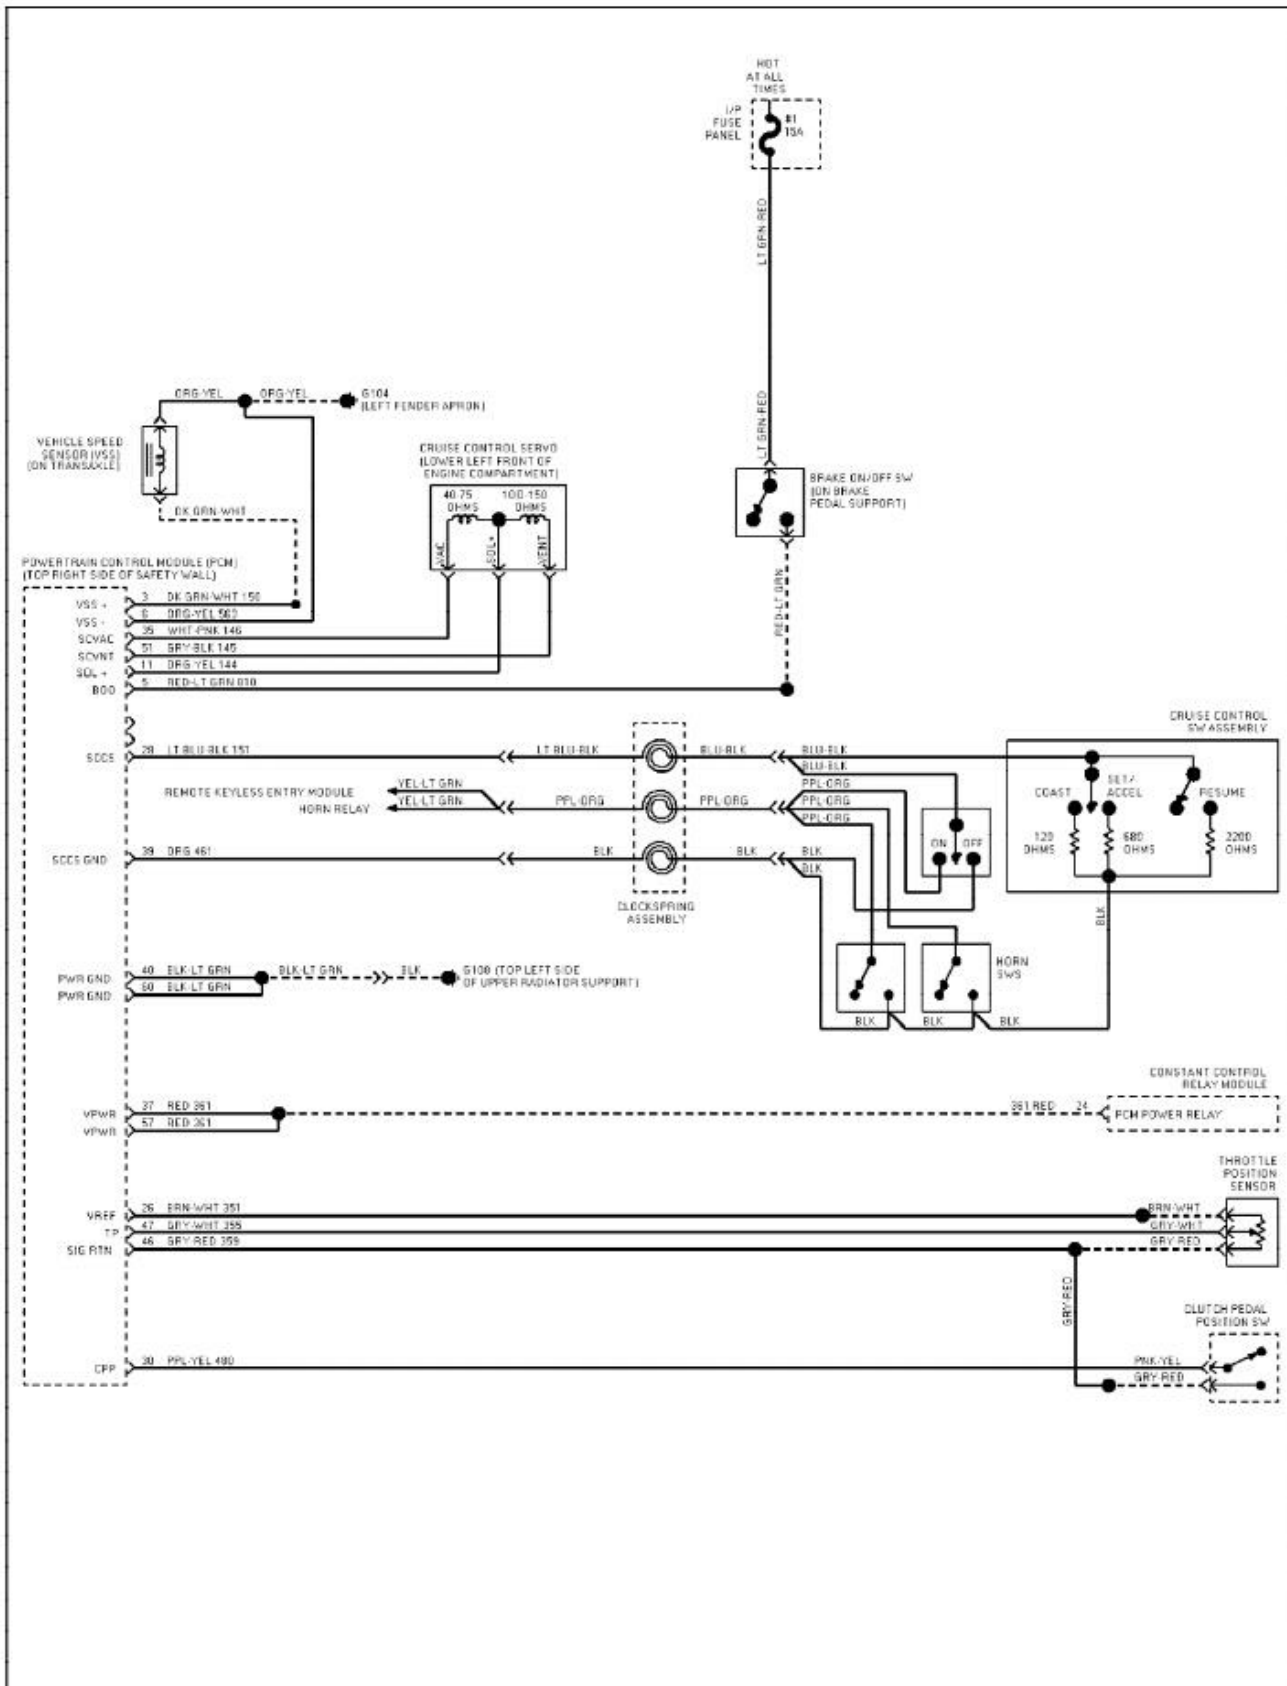 HOT
AT ALL
TIMES
I/P
FUSE
PANEL
#1
15A
LT GRN-RED
LT GRN-RED
ORG-YEL
ORG-YEL
G104
(LEFT FENDER APRON)
VEHICLE SPEED
SENSOR (VSS)
(ON TRANSAXLE)
DK GRN-WHT
CRUISE CONTROL SERVO
(LOWER LEFT FRONT OF
ENGINE COMPARTMENT)
40-75
OHMS
100-150
OHMS
VAC
SOL+
VENT
BRAKE ON/OFF SW
(ON BRAKE
PEDAL SUPPORT)
RED-LT GRN
POWERTRAIN CONTROL MODULE (PCM)
(TOP RIGHT SIDE OF SAFETY WALL)
VSS + 3 DK GRN-WHT 150
VSS - 6 ORG-YEL 563
SCVAC 35 WHT-PNK 146
SCVNT 51 GRY-BLK 145
SOL + 11 ORG YEL 144
BOO 5 RED-LT GRN 810
CRUISE CONTROL
SW ASSEMBLY
SCCS 28 LT BLU-BLK 151 LT BLU-BLK BLU-BLK BLU-BLK
BLU-BLK
REMOTE KEYLESS ENTRY MODULE YEL-LT GRN
HORN RELAY YEL-LT GRN PPL-ORG PPL-ORG
PPL-ORG
PPL-ORG
PPL-ORG
COAST
SET/
ACCEL
RESUME
120
OHMS
680
OHMS
2200
OHMS
ON OFF
SCCS GND 39 ORG 461 BLK BLK BLK
BLK
CLOCKSPRING
ASSEMBLY
BLK
HORN
SWS
BLK BLK BLK
PWR GND 40 BLK-LT GRN BLK-LT GRN BLK
PWR GND 60 BLK-LT GRN
G100 (TOP LEFT SIDE
OF UPPER RADIATOR SUPPORT)
CONSTANT CONTROL
RELAY MODULE
VPWR 37 RED 361 361 RED 24 PCM POWER RELAY
VPWR 57 RED 361
THROTTLE
POSITION
SENSOR
VREF 26 BRN-WHT 351 BRN-WHT
TP 47 GRY-WHT 355 GRY-WHT
SIG RTN 46 GRY-RED 359 GRY-RED
GRY-RED
CLUTCH PEDAL
POSITION SW
CPP 30 PPL-YEL 480 PNK-YEL
GRY-RED